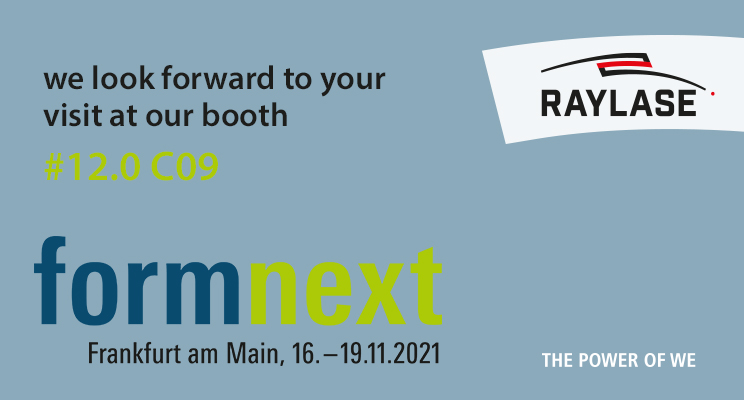 we look forward to your
visit at our booth
#12.0 C09
RAYLASE
formnext
Frankfurt am Main, 16.–19.11.2021
THE POWER OF WE